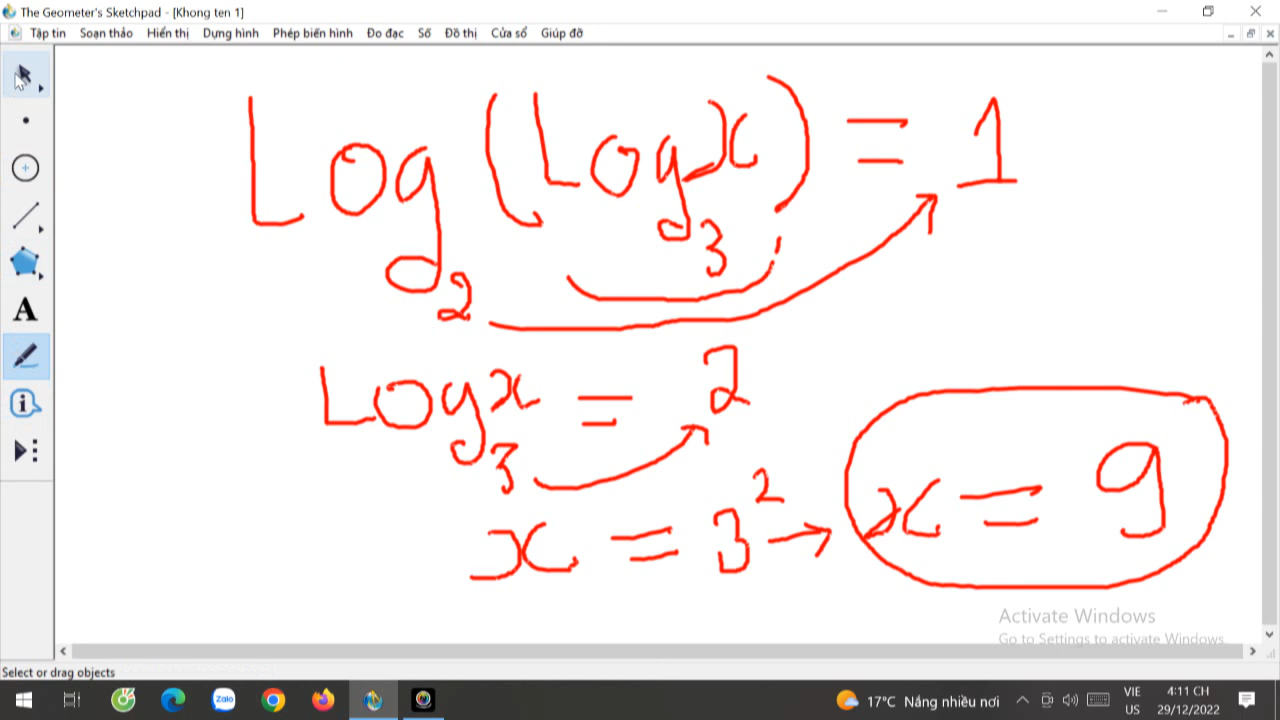 The Geometer's Sketchpad - [Khong ten 1]
Tập tin Soạn thảo Hiển thị Dựng hình Phép biến hình Đo đạc Số Đồ thị Cửa sổ Giúp đỡ
Log₂(Log₃x) = 1
A
Log₃x = 2
x = 3² → x = 9
Activate Windows
Go to Settings to activate Windows.
Select or drag objects
Zalo
17°C Nắng nhiều nơi
VIE
US
4:11 CH
29/12/2022